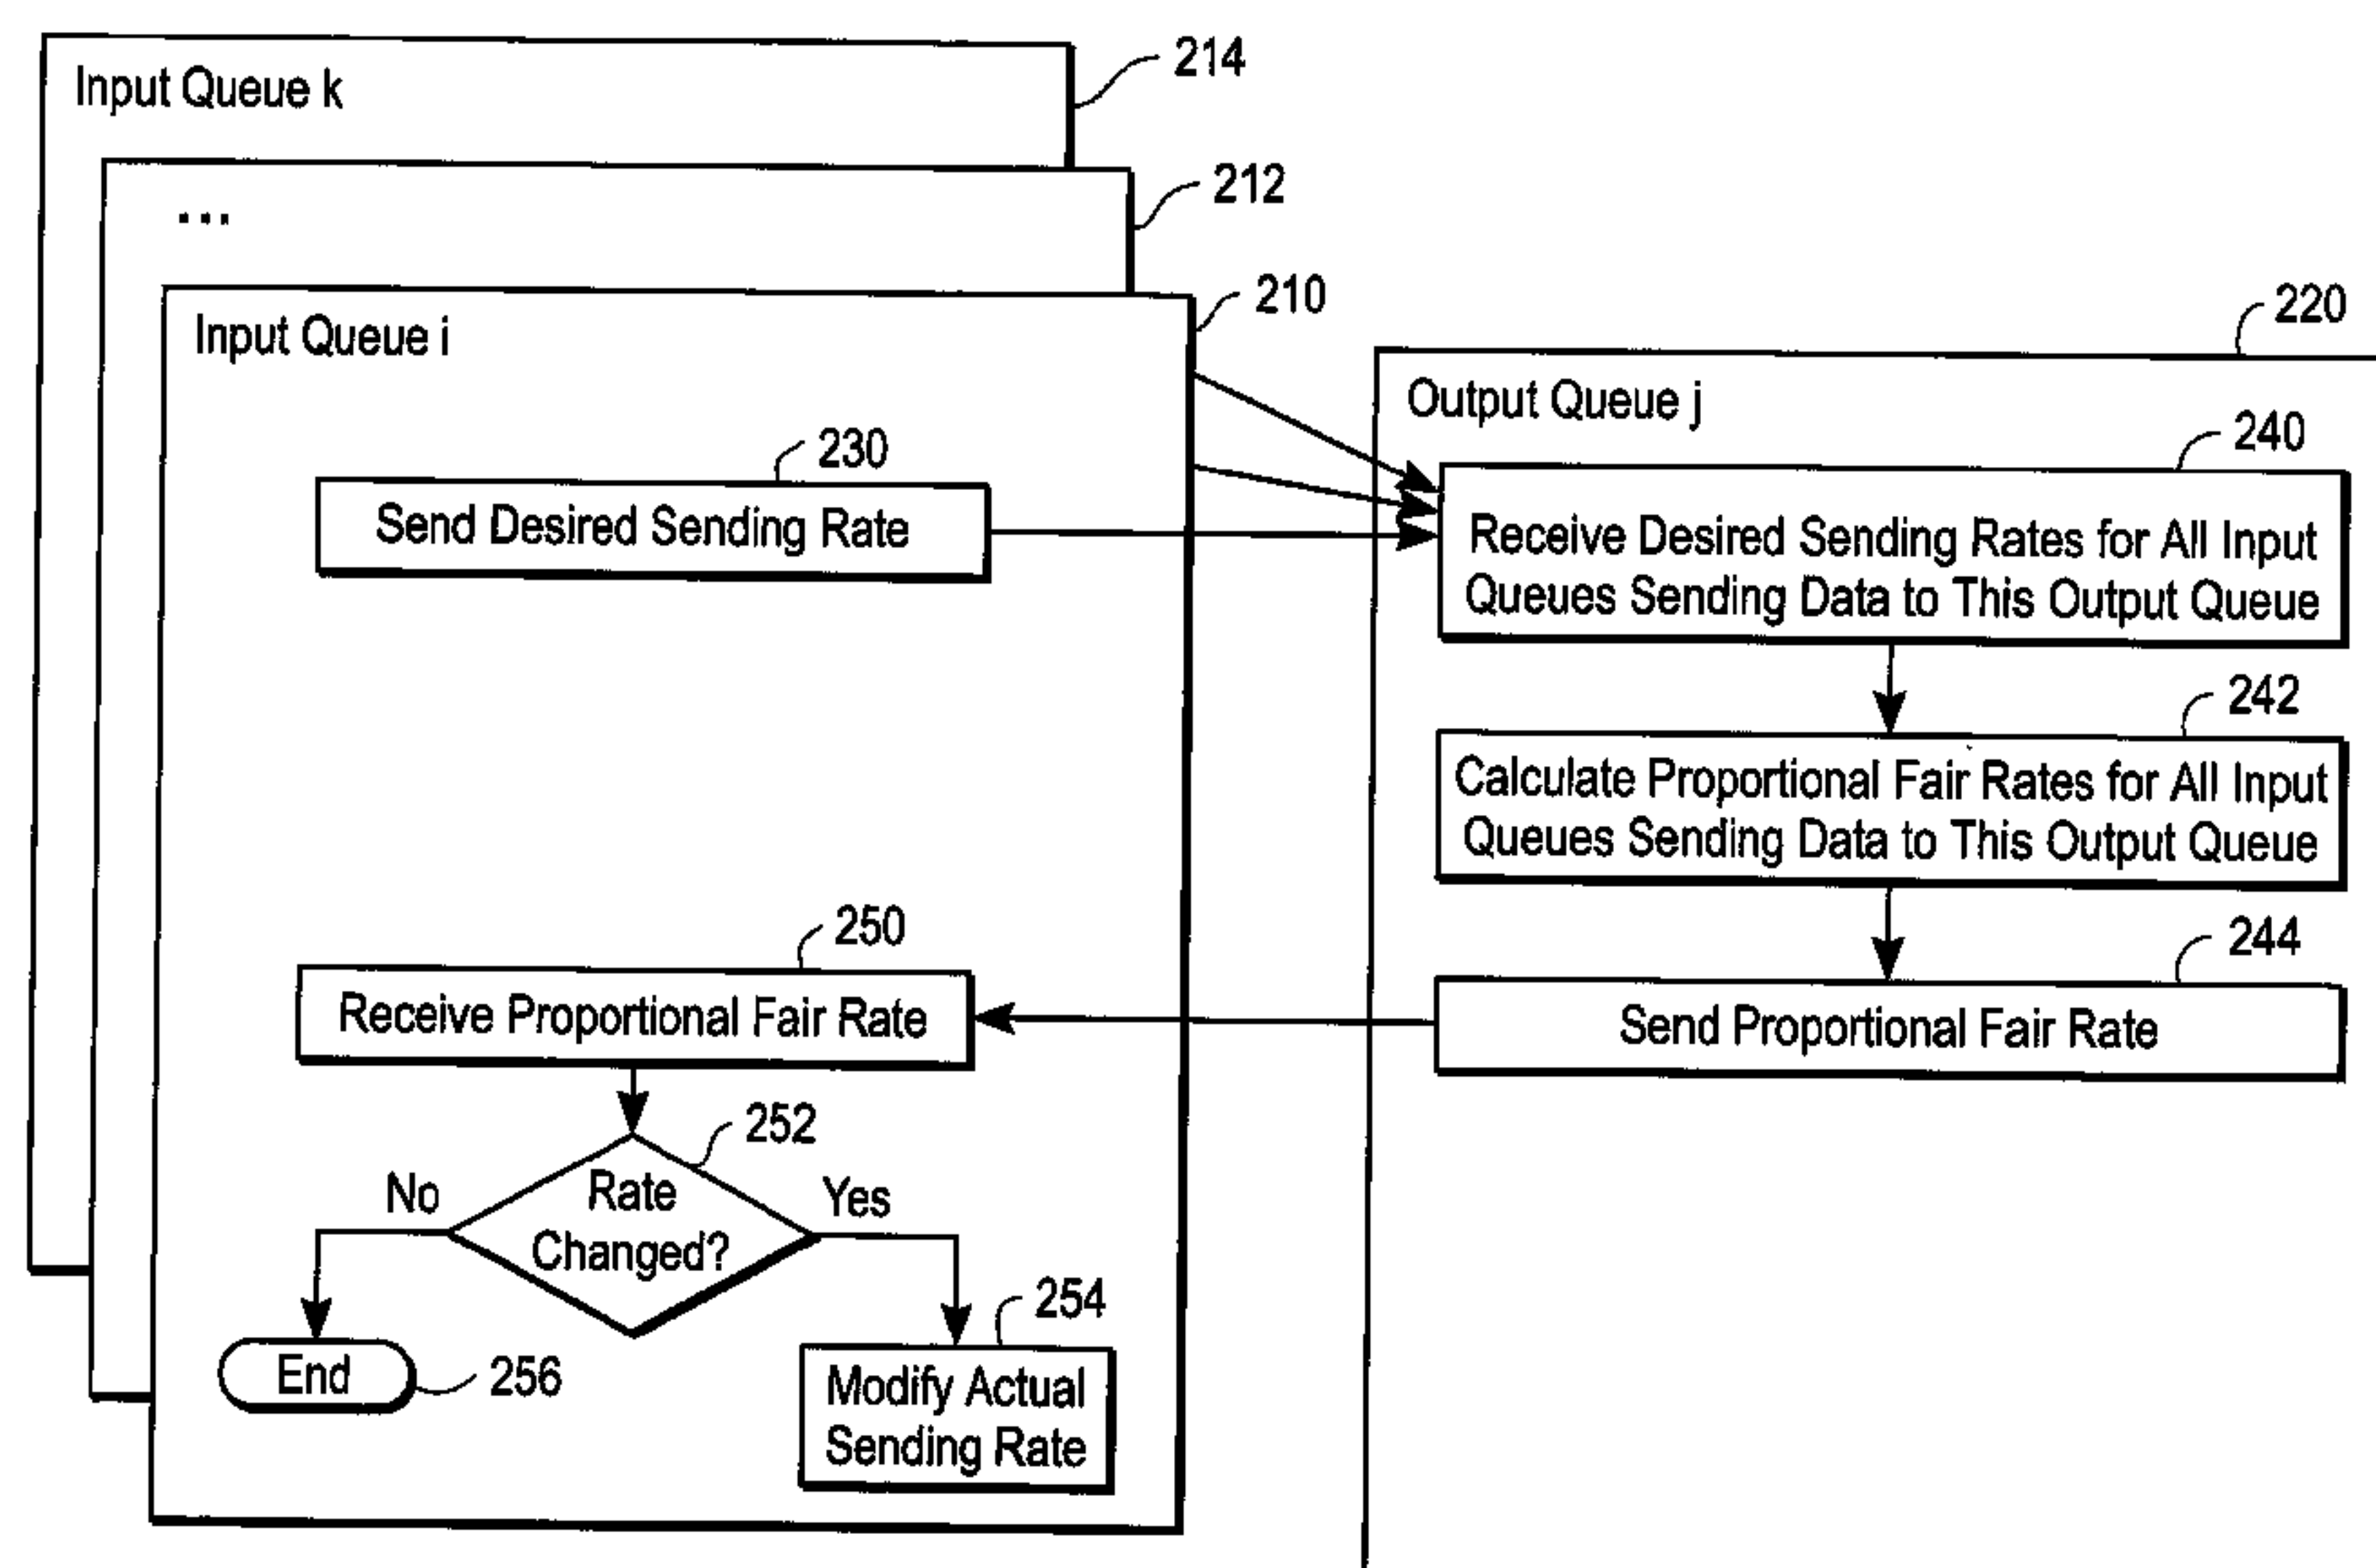 Input Queue k
214
...
212
210
Input Queue i
220
Output Queue j
230
Send Desired Sending Rate
240
Receive Desired Sending Rates for All Input
Queues Sending Data to This Output Queue
242
Calculate Proportional Fair Rates for All Input
Queues Sending Data to This Output Queue
244
Send Proportional Fair Rate
250
Receive Proportional Fair Rate
252
Rate
Changed?
No
Yes
254
Modify Actual
Sending Rate
End
256